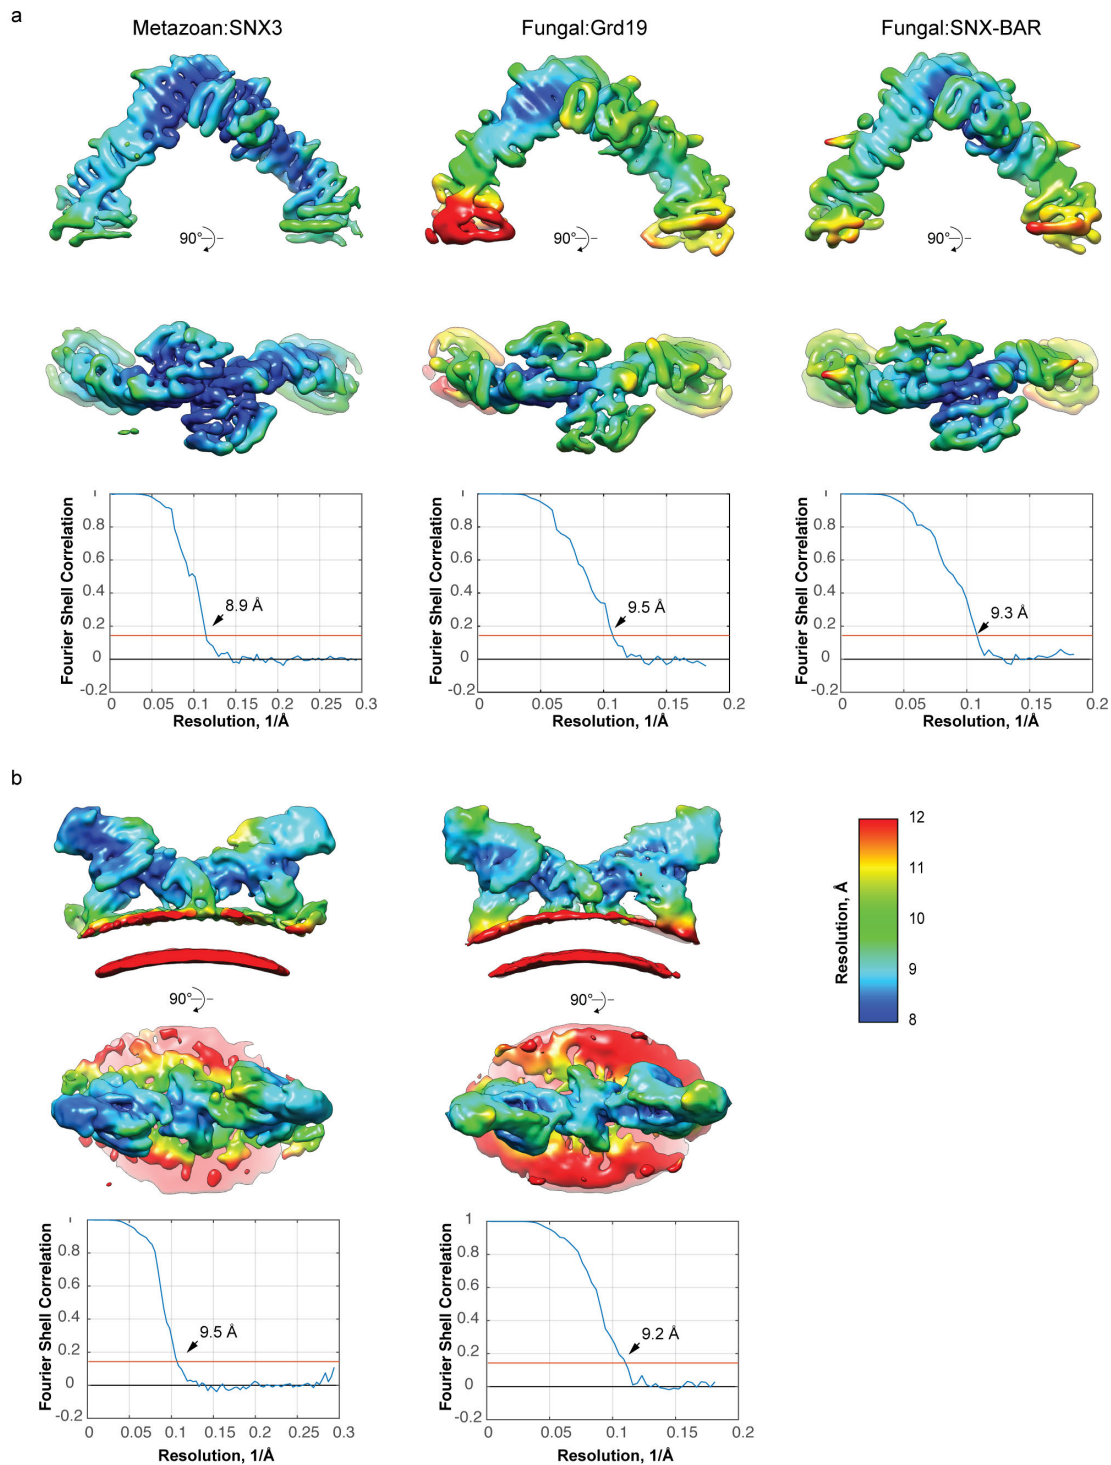 a
Metazoan:SNX3 Fungal:Grd19 Fungal:SNX-BAR
90° 90° 90°
Fourier Shell Correlation
1
0.8
0.6
0.4
0.2
0
-0.2
8.9 Å
0 0.05 0.1 0.15 0.2 0.25 0.3
Resolution, 1/Å
Fourier Shell Correlation
1
0.8
0.6
0.4
0.2
0
-0.2
9.5 Å
0 0.05 0.1 0.15 0.2
Resolution, 1/Å
Fourier Shell Correlation
1
0.8
0.6
0.4
0.2
0
-0.2
9.3 Å
0 0.05 0.1 0.15 0.2
Resolution, 1/Å
b
90° 90°
Resolution, Å
12
11
10
9
8
Fourier Shell Correlation
1
0.8
0.6
0.4
0.2
0
-0.2
9.5 Å
0 0.05 0.1 0.15 0.2 0.25 0.3
Resolution, 1/Å
Fourier Shell Correlation
1
0.8
0.6
0.4
0.2
0
-0.2
9.2 Å
0 0.05 0.1 0.15 0.2
Resolution, 1/Å